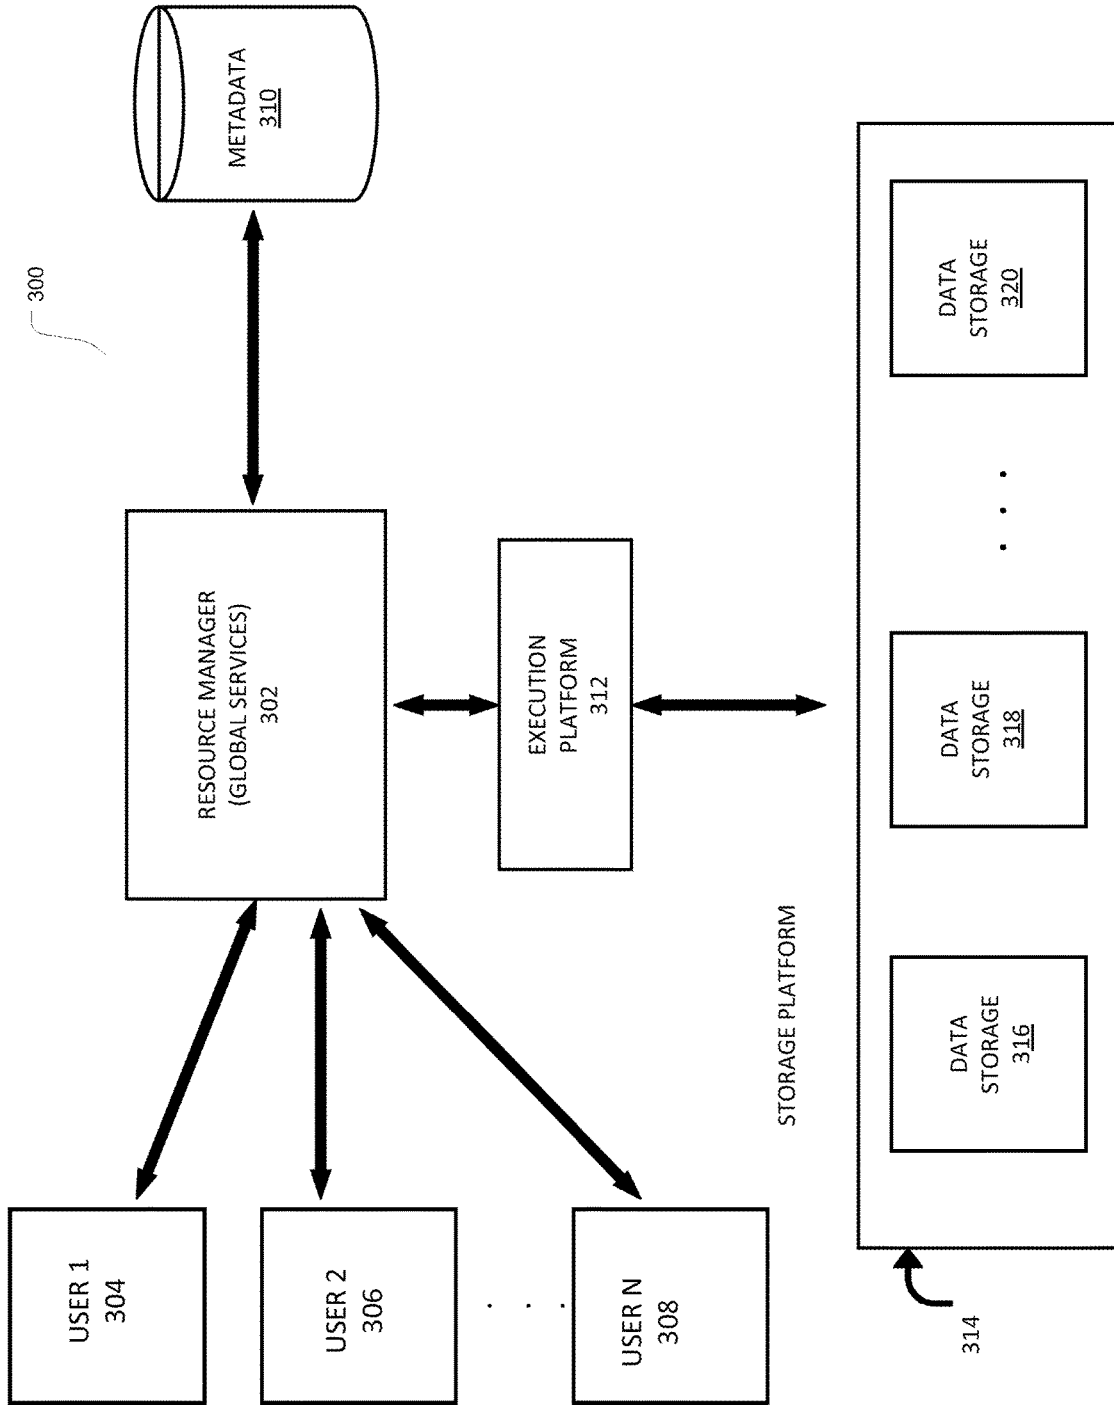 300
USER 1
304
USER 2
306
. . .
USER N
308
RESOURCE MANAGER
(GLOBAL SERVICES)
302
METADATA
310
EXECUTION
PLATFORM
312
STORAGE PLATFORM
314
DATA
STORAGE
316
DATA
STORAGE
318
. . .
DATA
STORAGE
320